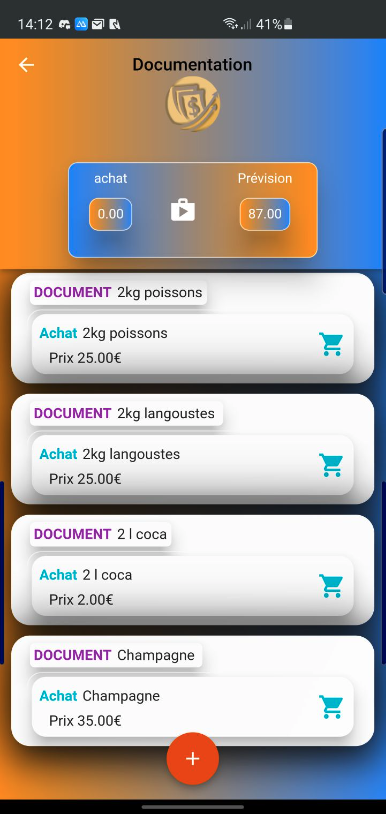 14:12
41%
Documentation
achat
Prévision
0.00
87.00
DOCUMENT 2kg poissons
Achat 2kg poissons
Prix 25.00€
DOCUMENT 2kg langoustes
Achat 2kg langoustes
Prix 25.00€
DOCUMENT 2 l coca
Achat 2 l coca
Prix 2.00€
DOCUMENT Champagne
Achat Champagne
Prix 35.00€
+